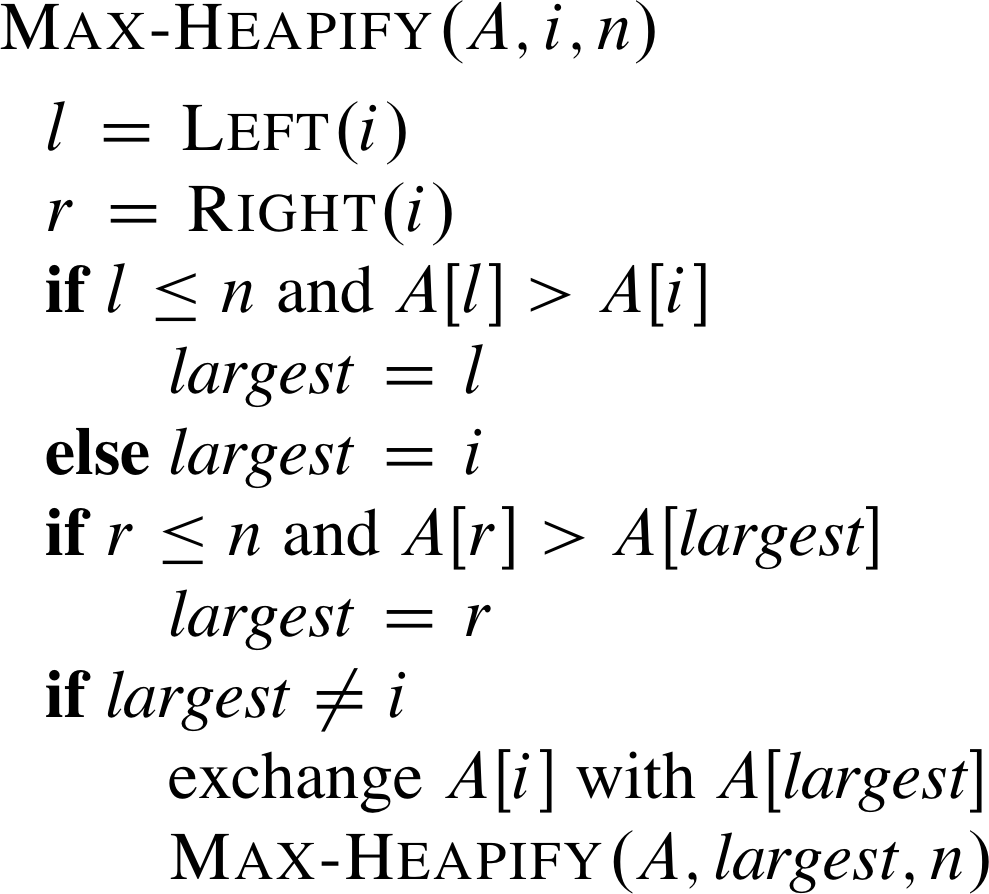 MAX-HEAPIFY(A, i, n)
l = LEFT(i)
r = RIGHT(i)
if l ≤ n and A[l] > A[i]
largest = l
else largest = i
if r ≤ n and A[r] > A[largest]
largest = r
if largest ≠ i
exchange A[i] with A[largest]
MAX-HEAPIFY(A, largest, n)